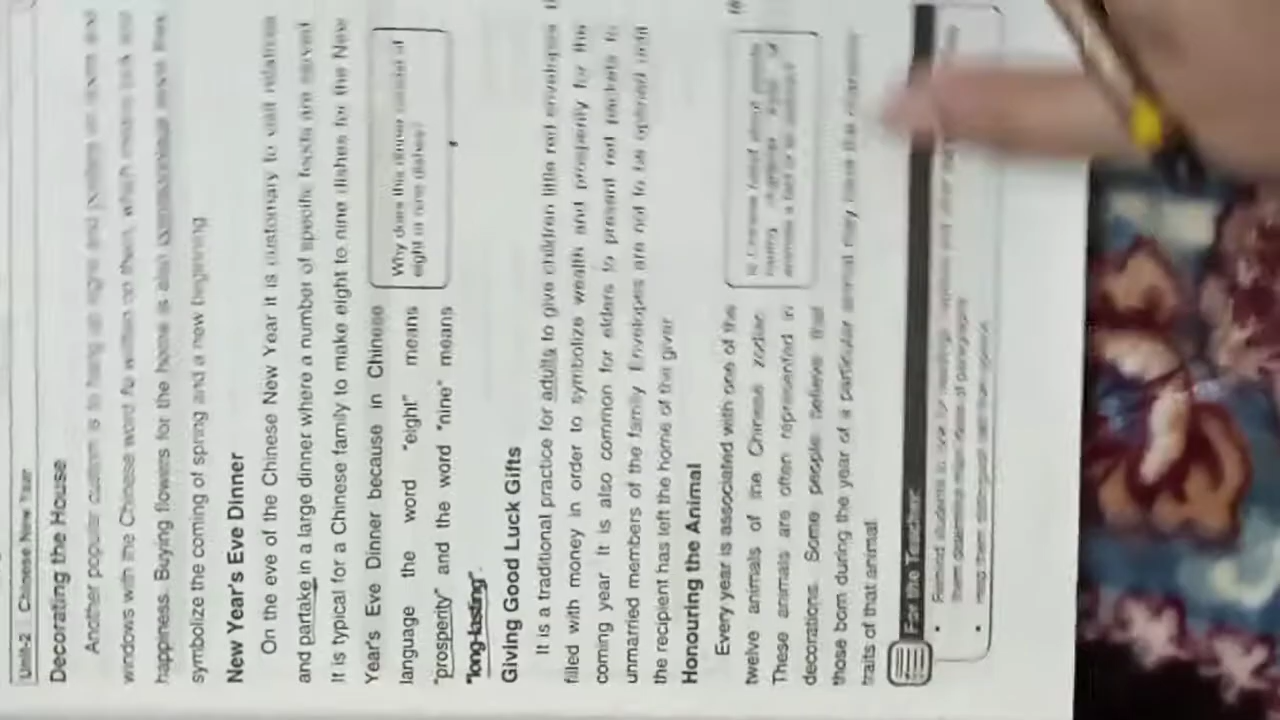 Unit-2 Chinese New Year
Decorating the House
Another popular custom is to hang up signs and posters on doors and
windows with the Chinese word fu written on them, which means luck and
happiness. Buying flowers for the home is also
symbolize the coming of spring and a new beginning
New Year's Eve Dinner
On the eve of the Chinese New Year it is customary to visit relatives
and partake in a large dinner where a number of specific foods are served
It is typical for a Chinese family to make eight to nine dishes for the New
Year's Eve Dinner because in Chinese
language the word "eight" means
"prosperity" and the word "nine" means
"long-lasting".
Why does this dinner consist of
eight or nine dishes?
Giving Good Luck Gifts
It is a traditional practice for adults to give children little red envelopes
filled with money in order to symbolize wealth and prosperity for the
coming year It is also common for elders to present red packets to
unmarried members of the family Envelopes are not to be opened until
the recipient has left the home of the giver
Honouring the Animal
Every year is associated with one of the
twelve animals of the Chinese zodiac
These animals are often represented in
decorations. Some people believe that
those born during the year of a particular animal may have the
traits of that animal
For the Teacher: